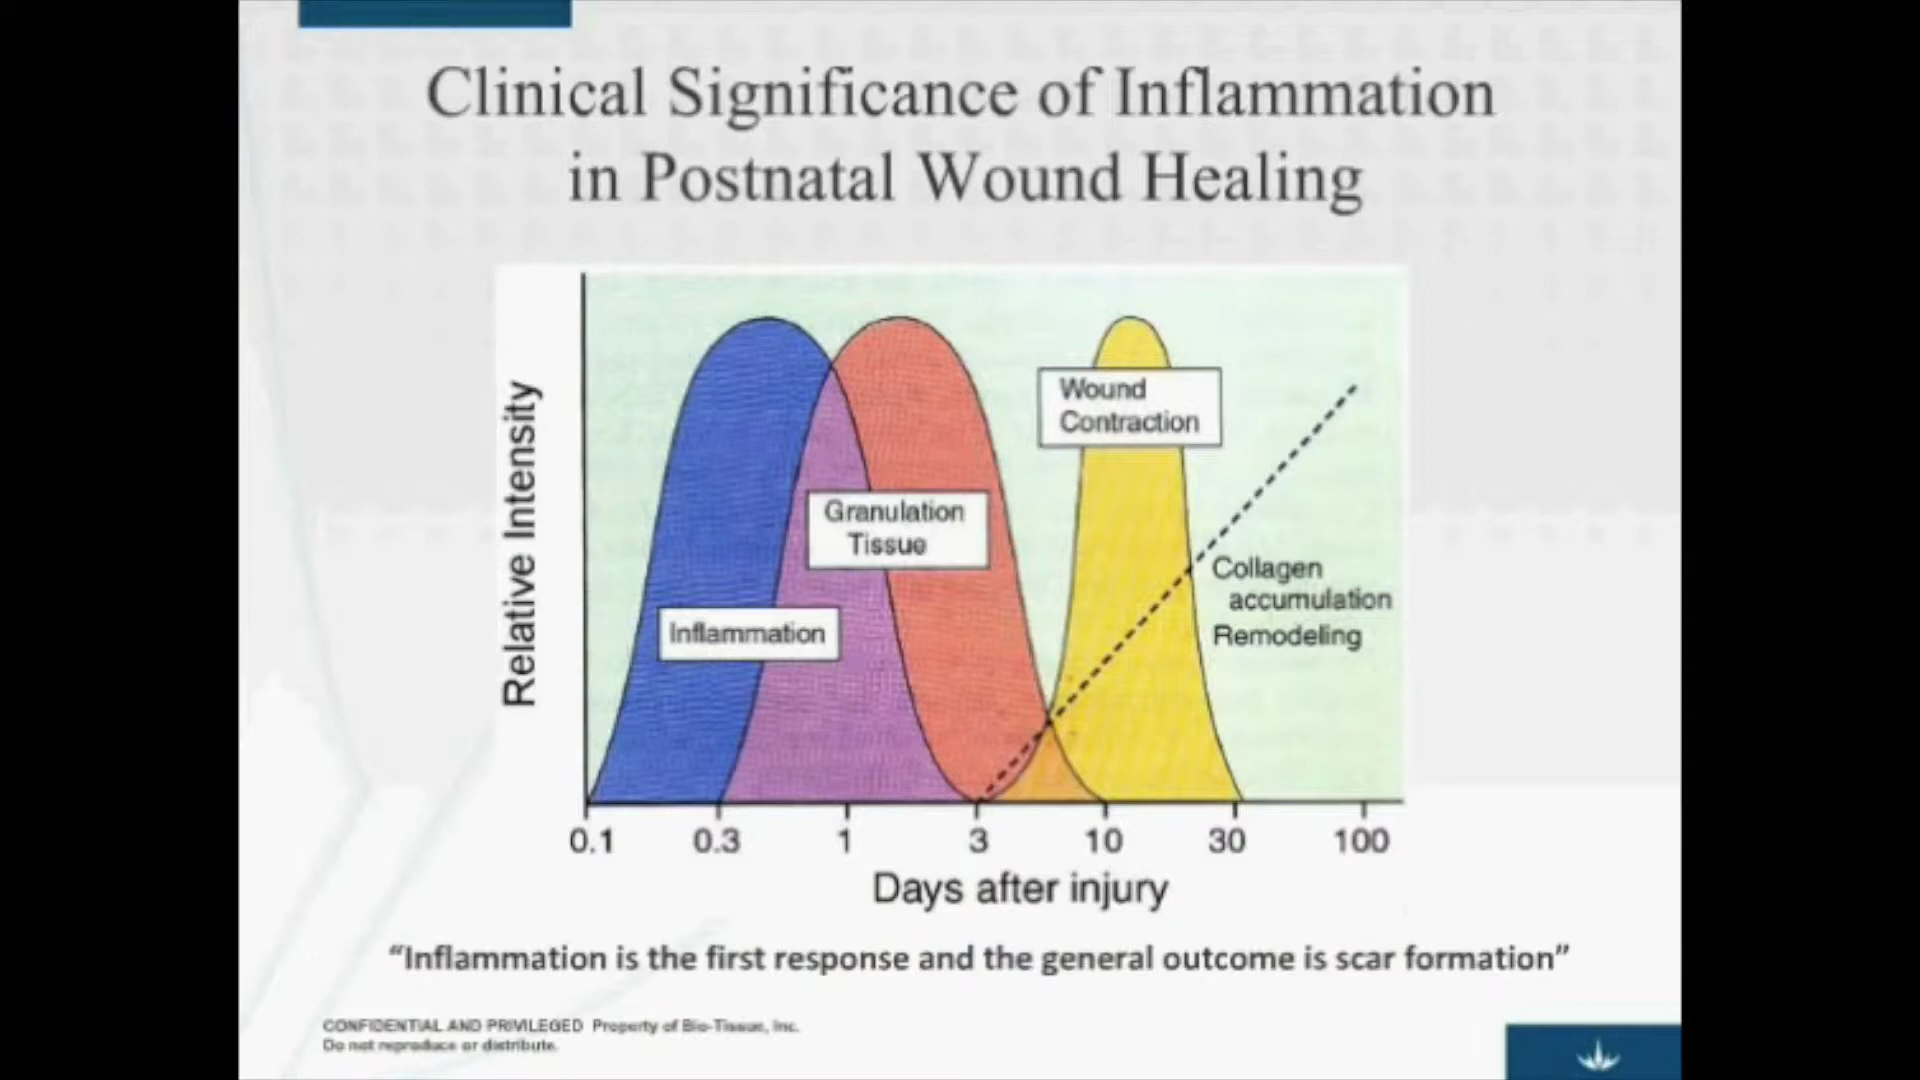 Clinical Significance of Inflammation
in Postnatal Wound Healing
Relative Intensity
Wound
Contraction
Granulation
Tissue
Inflammation
Collagen
accumulation
Remodeling
0.1 0.3 1 3 10 30 100
Days after injury
“Inflammation is the first response and the general outcome is scar formation”
CONFIDENTIAL AND PRIVILEGED Property of Bio-Tissue, Inc.
Do not reproduce or distribute.